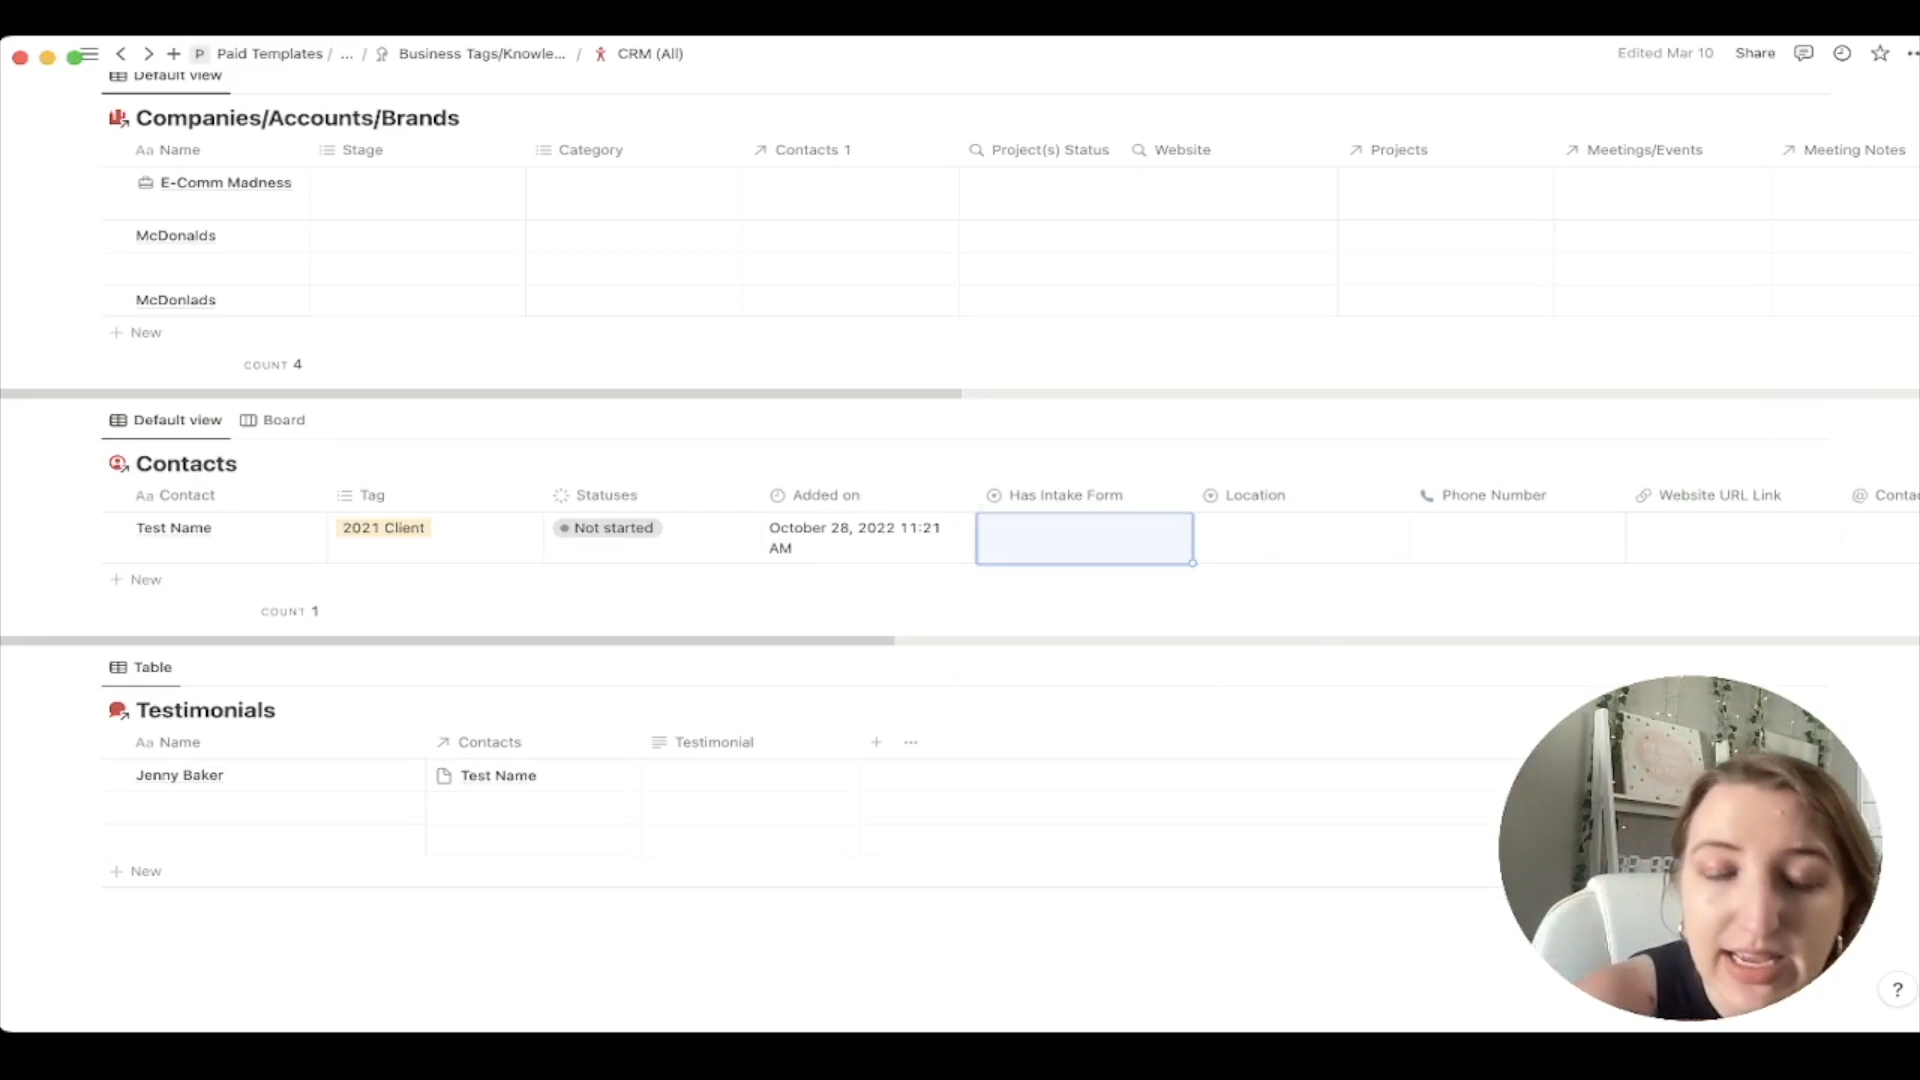 P Paid Templates / ... / Business Tags/Knowle... / CRM (All)
Edited Mar 10 Share
Default view
Companies/Accounts/Brands
Aa Name Stage Category Contacts 1 Project(s) Status Website Projects Meetings/Events Meeting Notes
E-Comm Madness
McDonalds
McDonlads
+ New
COUNT 4
Default view Board
Contacts
Aa Contact Tag Statuses Added on Has Intake Form Location Phone Number Website URL Link @ Contac
Test Name 2021 Client Not started October 28, 2022 11:21
AM
+ New
COUNT 1
Table
Testimonials
Aa Name Contacts Testimonial + ...
Jenny Baker Test Name
+ New
?